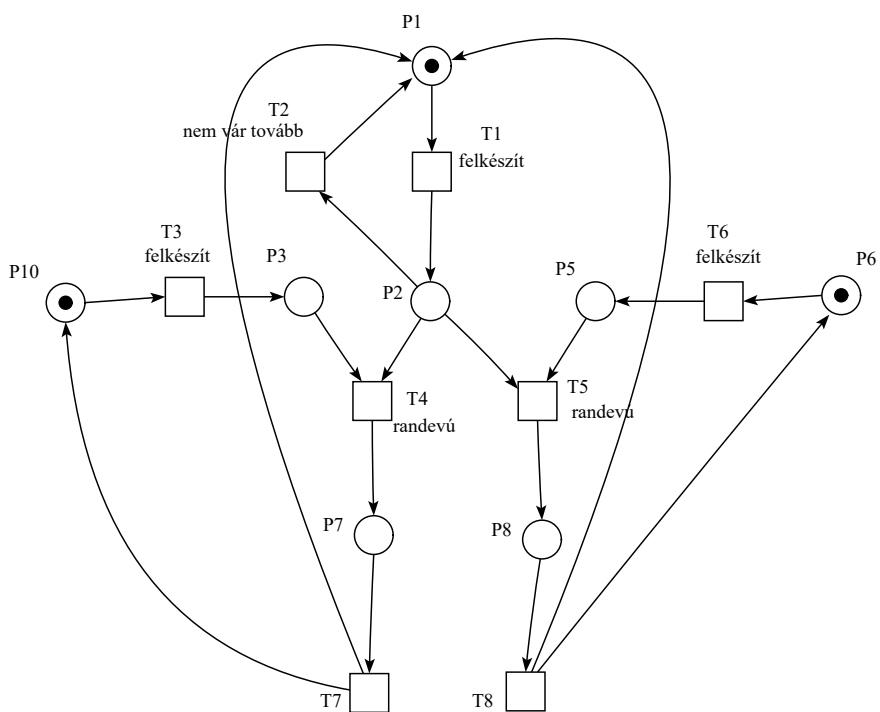 P1
T2
nem vár tovább
T1
felkészít
T3
felkészít
P10
P3
P2
P5
T6
felkészít
P6
T4
randevú
T5
randevú
P7
P8
T7
T8